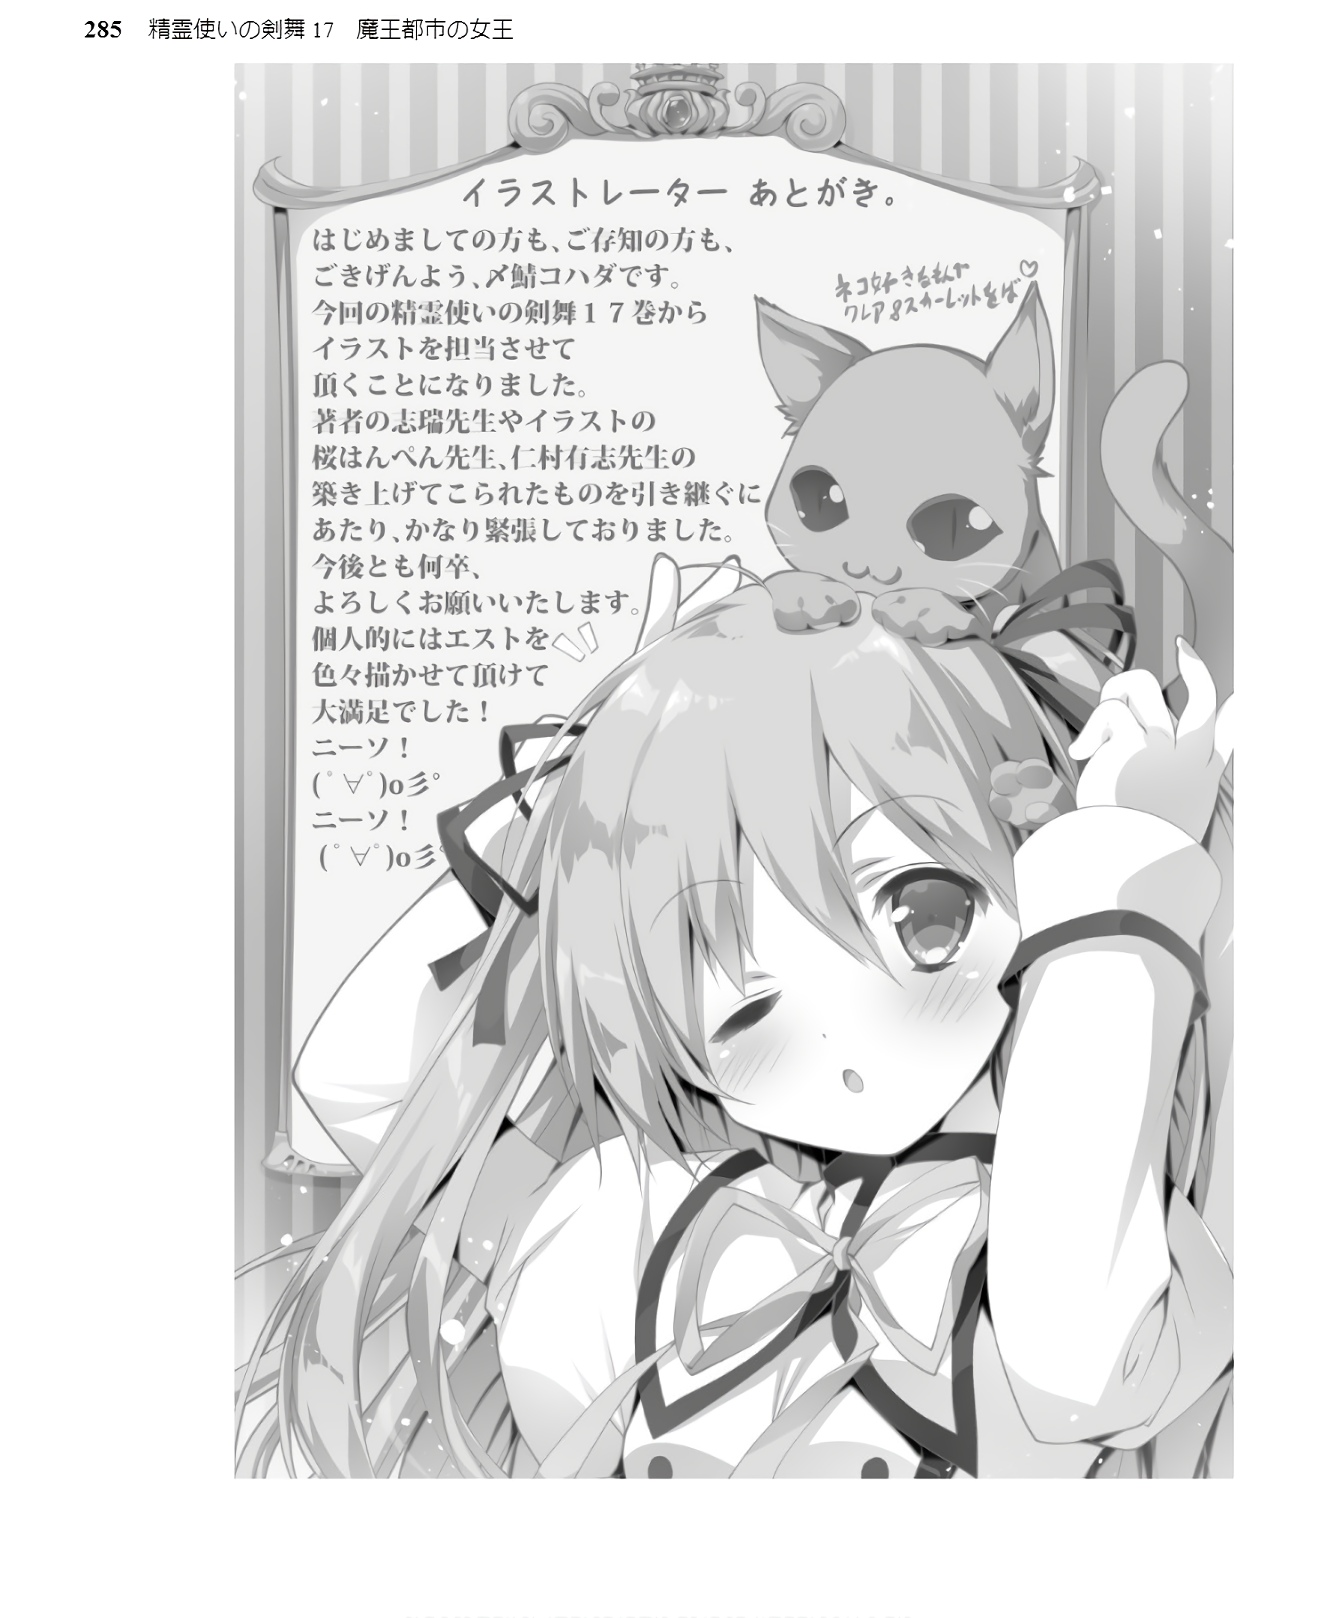 285 精霊使いの剣舞17 魔王都市の女王
イラストレーター あとがき。
はじめましての方も、ご存知の方も、
ごきげんよう、〆鯖コハダです。
今回の精霊使いの剣舞１７巻から
イラストを担当させて
頂くことになりました。
著者の志瑞先生やイラストの
桜はんぺん先生、仁村有志先生の
築き上げてこられたものを引き継ぐに
あたり、かなり緊張しておりました。
今後とも何卒、
よろしくお願いいたします。
個人的にはエストを
色々描かせて頂けて
大満足でした！
ニーソ！
(ﾟ∀ﾟ)o彡°
ニーソ！
(ﾟ∀ﾟ)o彡°
ネコ好き
クレア&スカーレットをば♡